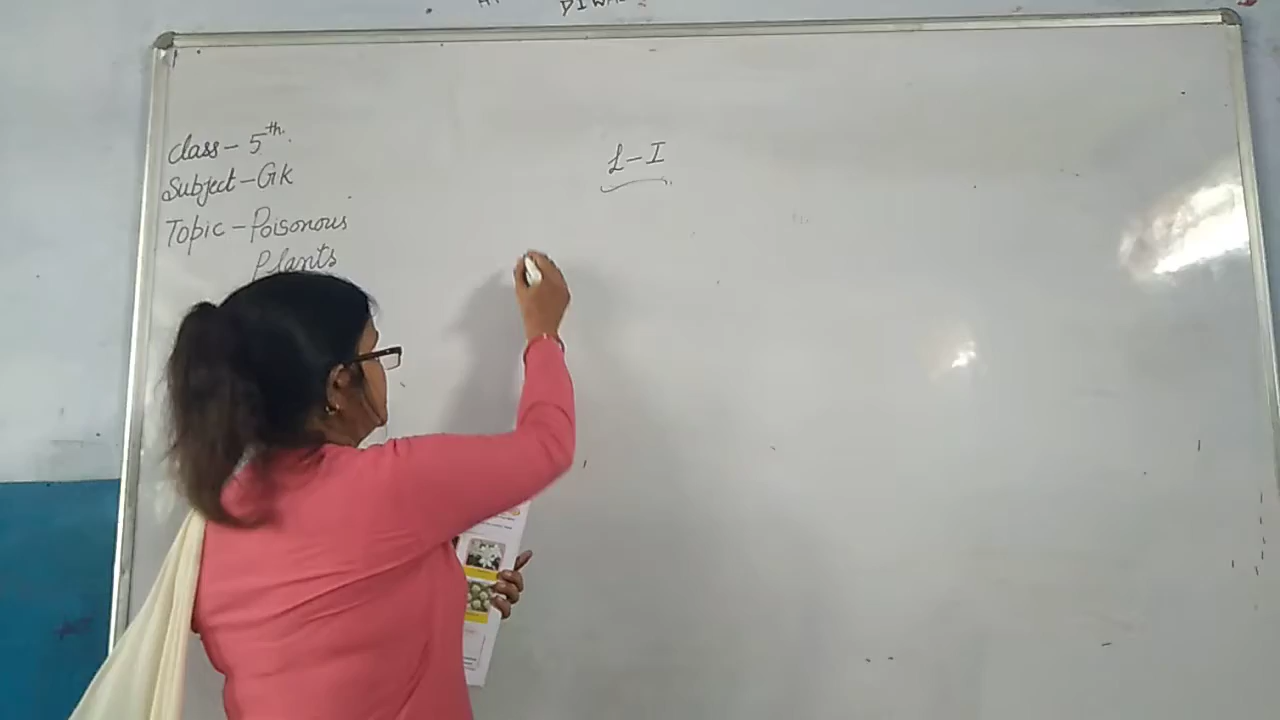 Class - 5th.
Subject - GK
Topic - Poisonous
Plants
L - I